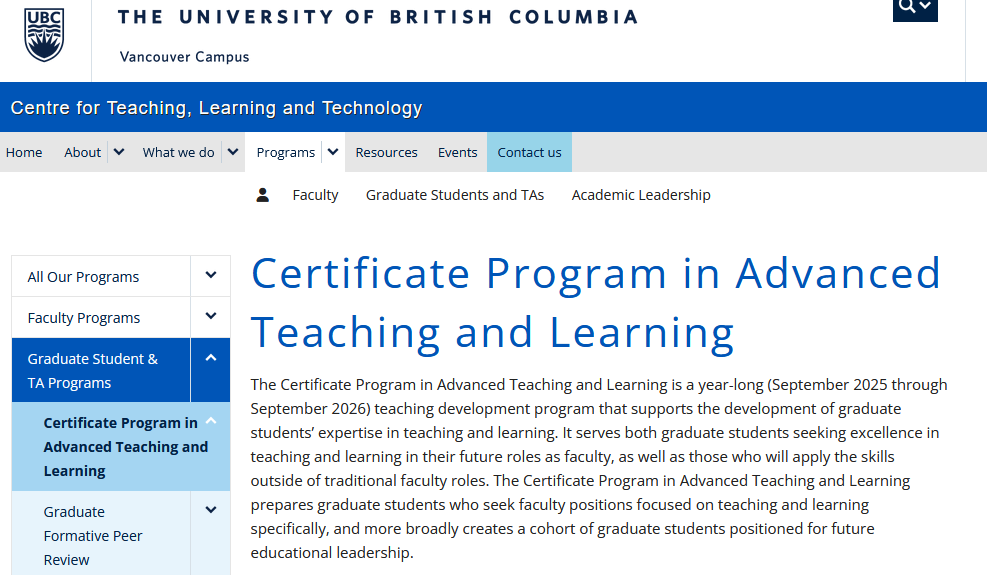 UBC
THE UNIVERSITY OF BRITISH COLUMBIA
Vancouver Campus
Centre for Teaching, Learning and Technology
Home About What we do Programs Resources Events Contact us
Faculty Graduate Students and TAs Academic Leadership
All Our Programs
Faculty Programs
Graduate Student &
TA Programs
Certificate Program in
Advanced Teaching and
Learning
Graduate
Formative Peer
Review
Certificate Program in Advanced
Teaching and Learning
The Certificate Program in Advanced Teaching and Learning is a year-long (September 2025 through
September 2026) teaching development program that supports the development of graduate
students’ expertise in teaching and learning. It serves both graduate students seeking excellence in
teaching and learning in their future roles as faculty, as well as those who will apply the skills
outside of traditional faculty roles. The Certificate Program in Advanced Teaching and Learning
prepares graduate students who seek faculty positions focused on teaching and learning
specifically, and more broadly creates a cohort of graduate students positioned for future
educational leadership.